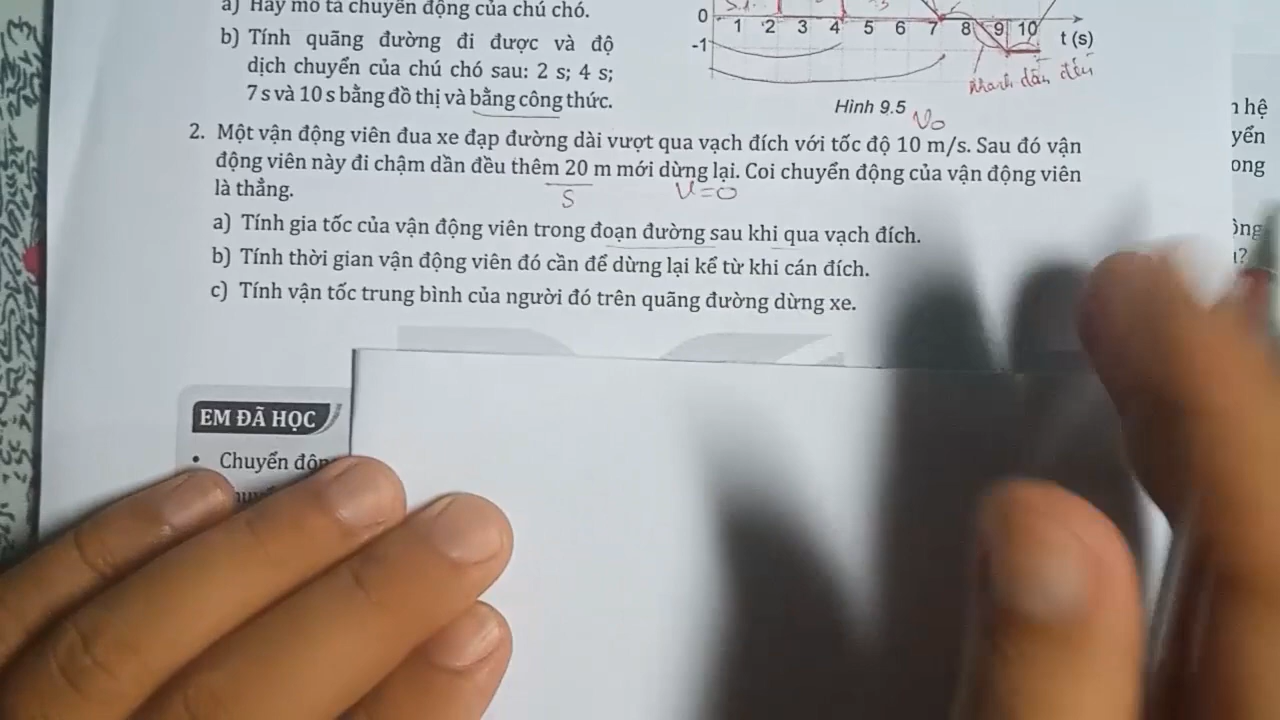 a) Hãy mô tả chuyển động của chú chó.
b) Tính quãng đường đi được và độ
dịch chuyển của chú chó sau: 2 s; 4 s;
7 s và 10 s bằng đồ thị và bằng công thức.
0 1 2 3 4 5 6 7 8 9 10 t (s)
-1
nhanh dần đều
Hình 9.5
v₀
2. Một vận động viên đua xe đạp đường dài vượt qua vạch đích với tốc độ 10 m/s. Sau đó vận
động viên này đi chậm dần đều thêm 20 m mới dừng lại. Coi chuyển động của vận động viên
là thẳng.
s v=0
a) Tính gia tốc của vận động viên trong đoạn đường sau khi qua vạch đích.
b) Tính thời gian vận động viên đó cần để dừng lại kể từ khi cán đích.
c) Tính vận tốc trung bình của người đó trên quãng đường dừng xe.
EM ĐÃ HỌC
• Chuyển độn
hệ
yển
ong